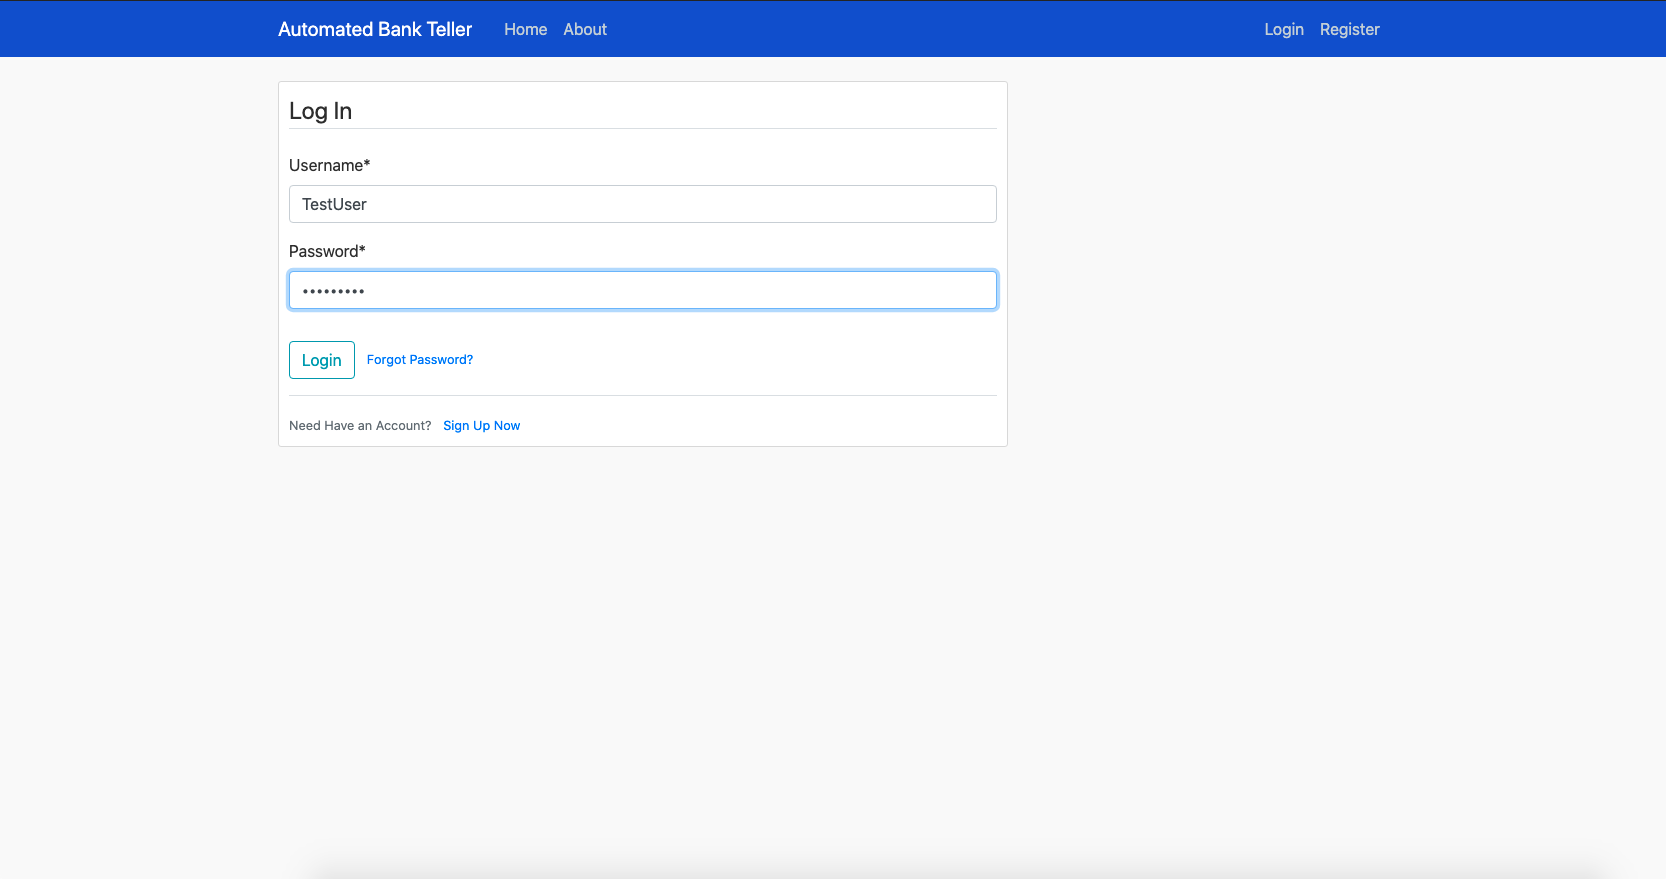 Automated Bank Teller Home About Login Register
Log In
Username*
TestUser
Password*
•••••••••
Login Forgot Password?
Need Have an Account? Sign Up Now